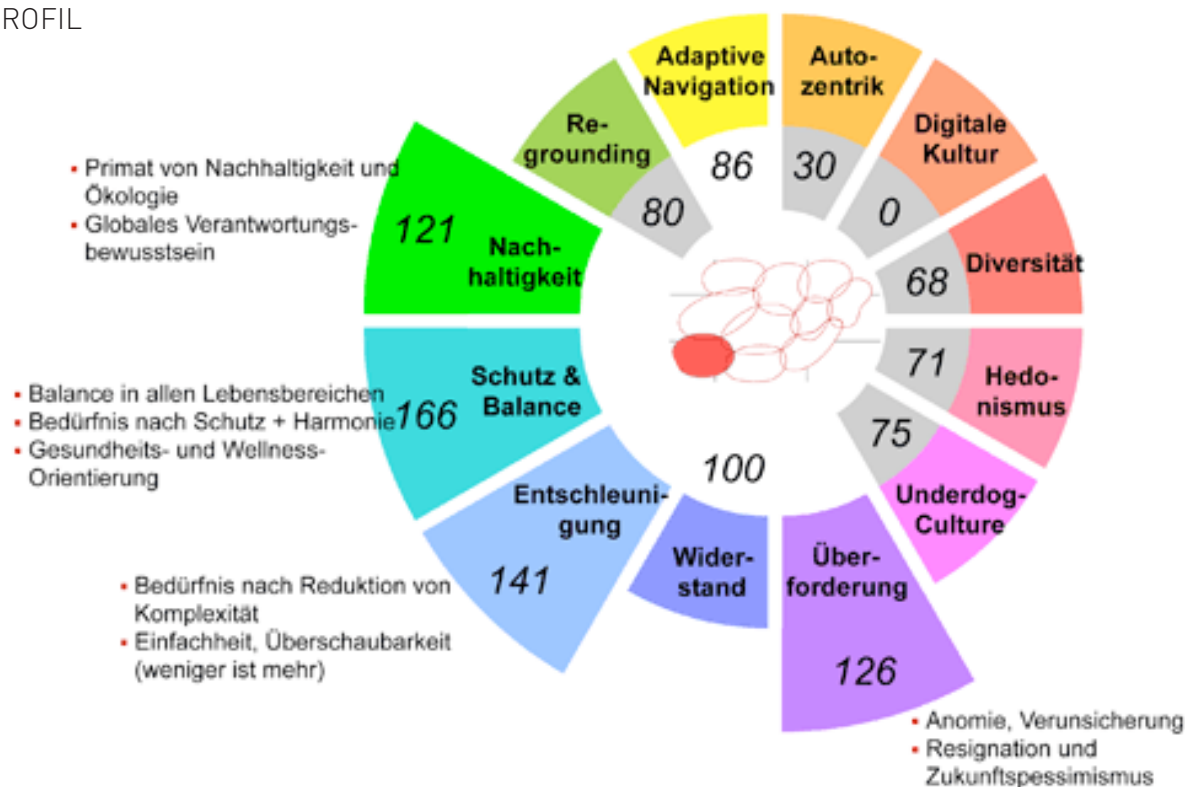 ROFIL
Adaptive
Navigation
86
Auto-
zentrik
30
Digitale
Kultur
0
Diversität
68
Hedo-
nismus
71
Underdog-
Culture
75
Über-
forderung
126
▪ Anomie, Verunsicherung
▪ Resignation und
Zukunftspessimismus
Wider-
stand
100
Entschleuni-
gung
141
▪ Bedürfnis nach Reduktion von
Komplexität
▪ Einfachheit, Überschaubarkeit
(weniger ist mehr)
Schutz &
Balance
166
▪ Balance in allen Lebensbereichen
▪ Bedürfnis nach Schutz + Harmonie
▪ Gesundheits- und Wellness-
Orientierung
Nach-
haltigkeit
121
▪ Primat von Nachhaltigkeit und
Ökologie
▪ Globales Verantwortungs-
bewusstsein
Re-
grounding
80